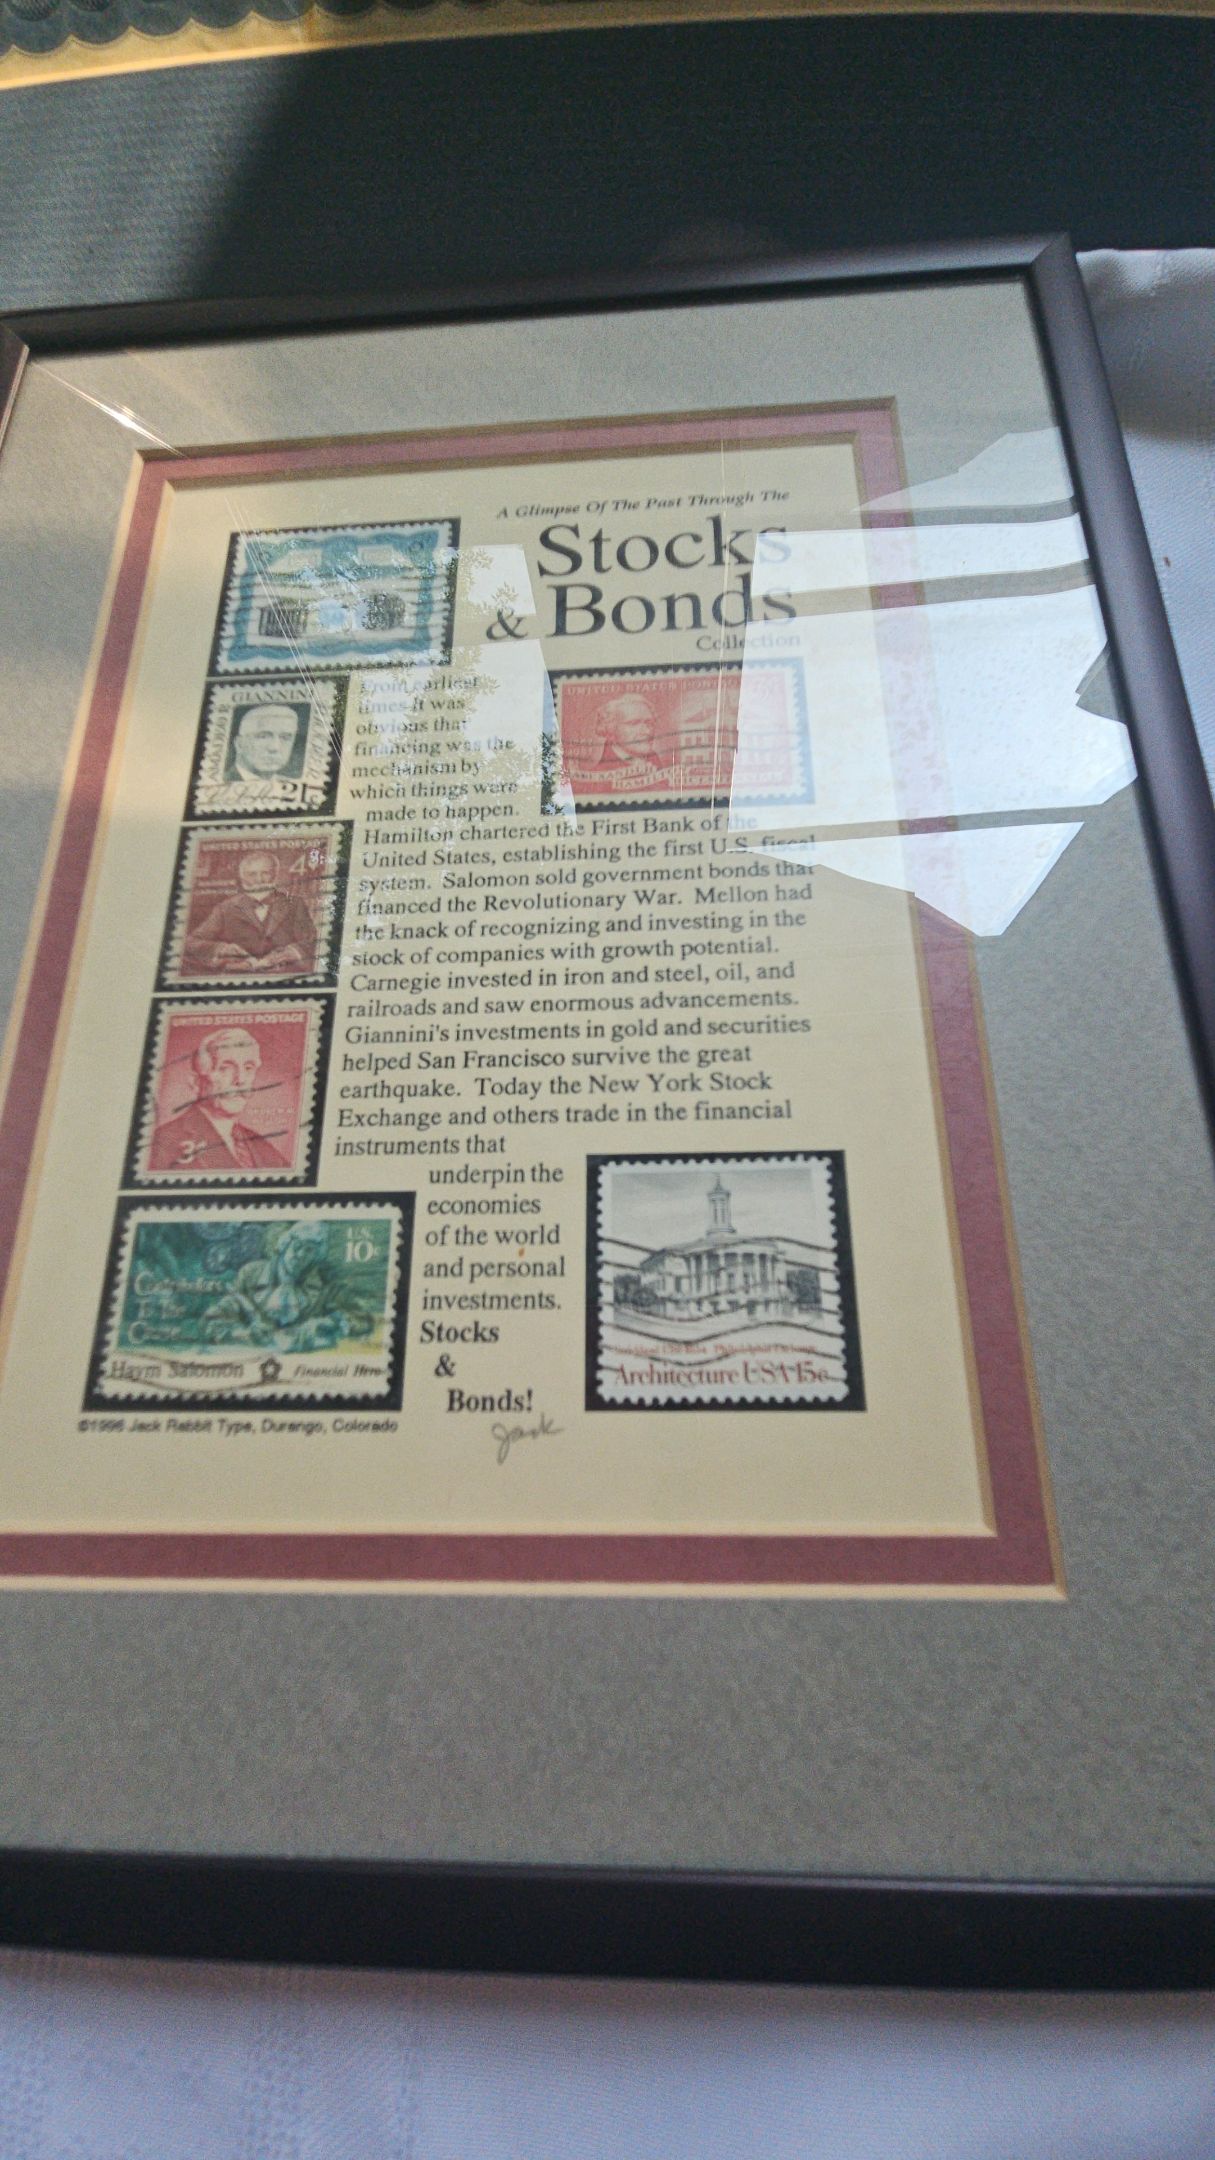 A Glimpse Of The Past Through The
Stocks
& Bonds
Collection
GIANNINI
UNITED STATES POSTAGE
4¢
UNITED STATES POSTAGE
3¢
From earliest
times it was
obvious that
financing was the
mechanism by
which things were
made to happen.
Hamilton chartered the First Bank of the
United States, establishing the first U.S. fiscal
system. Salomon sold government bonds that
financed the Revolutionary War. Mellon had
the knack of recognizing and investing in the
stock of companies with growth potential.
Carnegie invested in iron and steel, oil, and
railroads and saw enormous advancements.
Giannini's investments in gold and securities
helped San Francisco survive the great
earthquake. Today the New York Stock
Exchange and others trade in the financial
instruments that
underpin the
economies
of the world
and personal
investments.
Stocks
&
Bonds!
UNITED STATES
ALEXANDER
HAMILTON
U.S.
10c
Contributors
To The
Cause
Haym Salomon Financial Hero
Architecture USA 15c
©1996 Jack Rabbit Type, Durango, Colorado
Jack